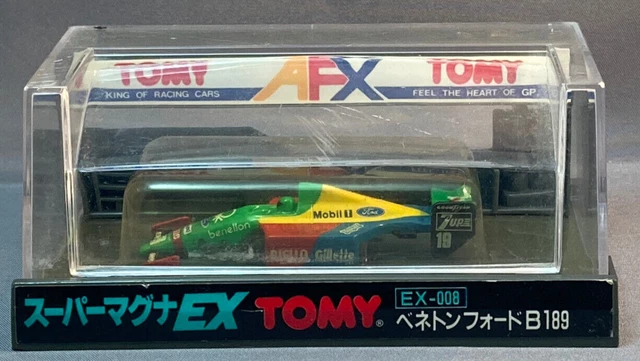 TOMY AFX TOMY
KING OF RACING CARS FEEL THE HEART OF GP.
Mobil 1 Ford
benetton
RIELLO Gillette
GOODYEAR
19
スーパーマグナEX TOMY® EX-008
ベネトンフォードB189